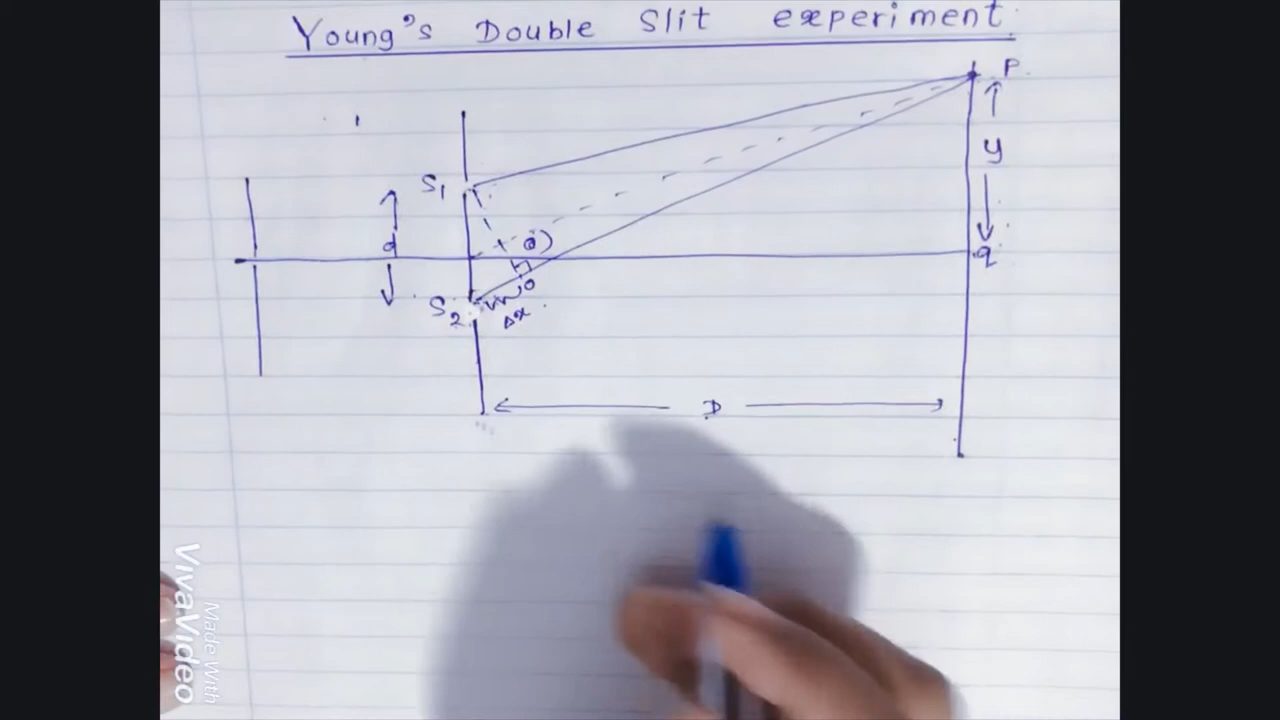 Young's Double Slit experiment
P
y
S1
d
θ)
q
S2
Δx
D
Made With
VivaVideo